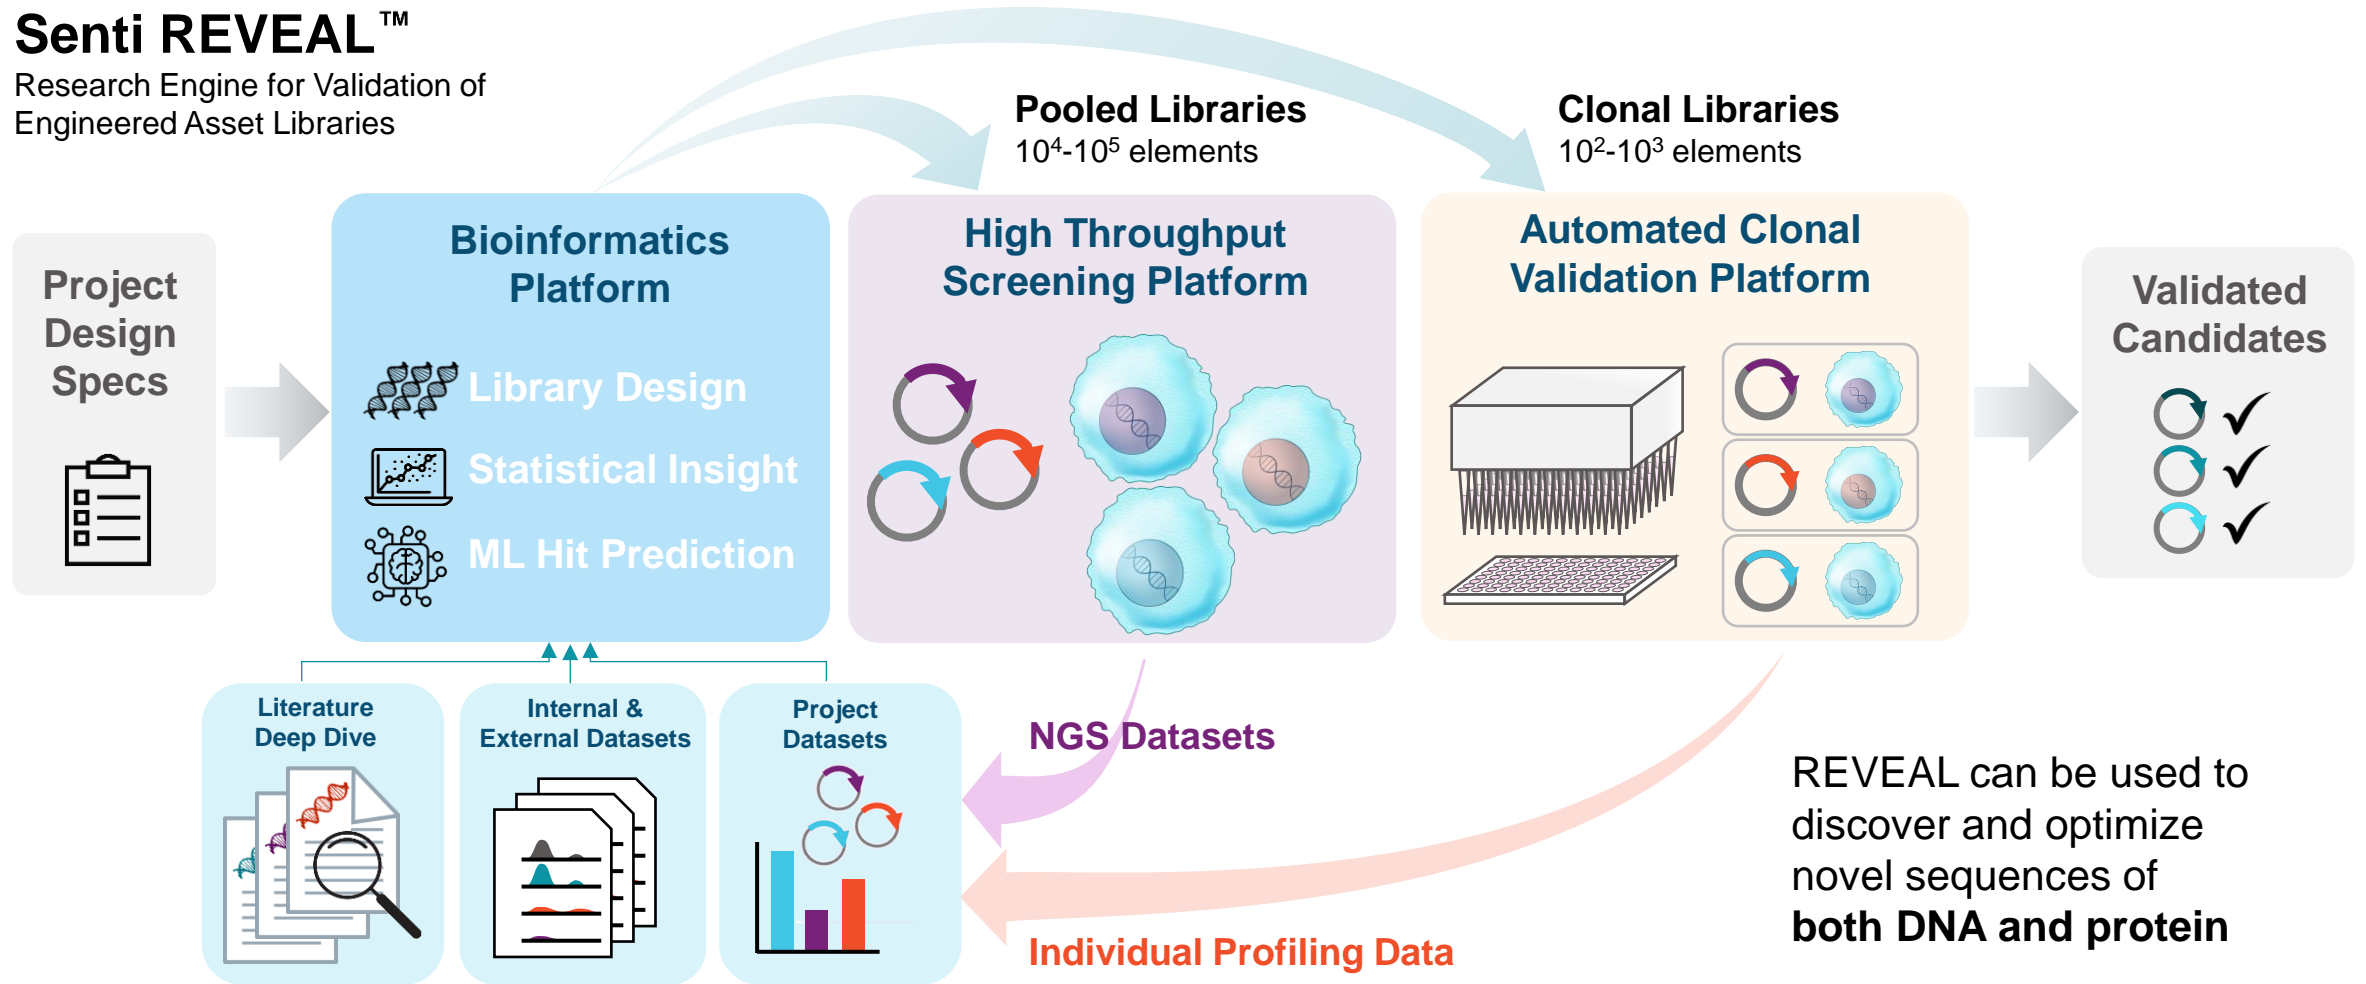 Senti REVEAL™
Research Engine for Validation of
Engineered Asset Libraries
Pooled Libraries
10⁴-10⁵ elements
Clonal Libraries
10²-10³ elements
Project
Design
Specs
Bioinformatics
Platform
Library Design
Statistical Insight
ML Hit Prediction
High Throughput
Screening Platform
Automated Clonal
Validation Platform
Validated
Candidates
Literature
Deep Dive
Internal &
External Datasets
Project
Datasets
NGS Datasets
Individual Profiling Data
REVEAL can be used to
discover and optimize
novel sequences of
both DNA and protein